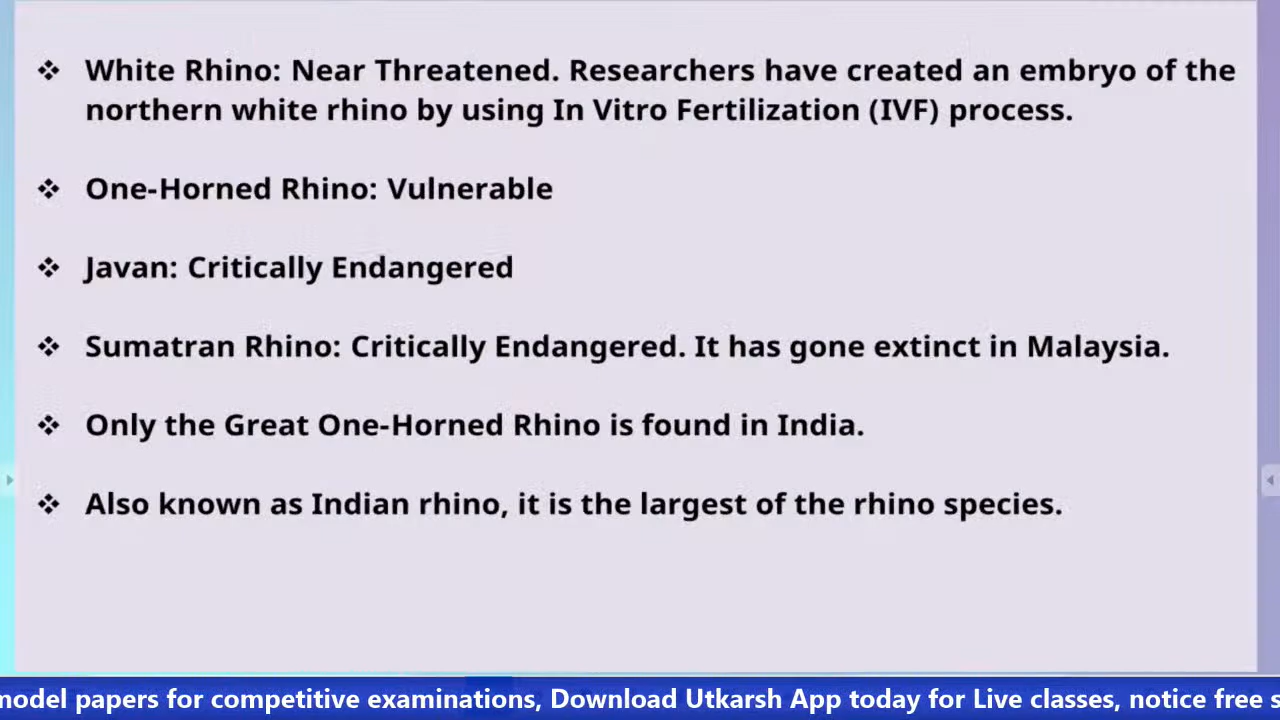 ❖ White Rhino: Near Threatened. Researchers have created an embryo of the
northern white rhino by using In Vitro Fertilization (IVF) process.
❖ One-Horned Rhino: Vulnerable
❖ Javan: Critically Endangered
❖ Sumatran Rhino: Critically Endangered. It has gone extinct in Malaysia.
❖ Only the Great One-Horned Rhino is found in India.
❖ Also known as Indian rhino, it is the largest of the rhino species.
model papers for competitive examinations, Download Utkarsh App today for Live classes, notice free s